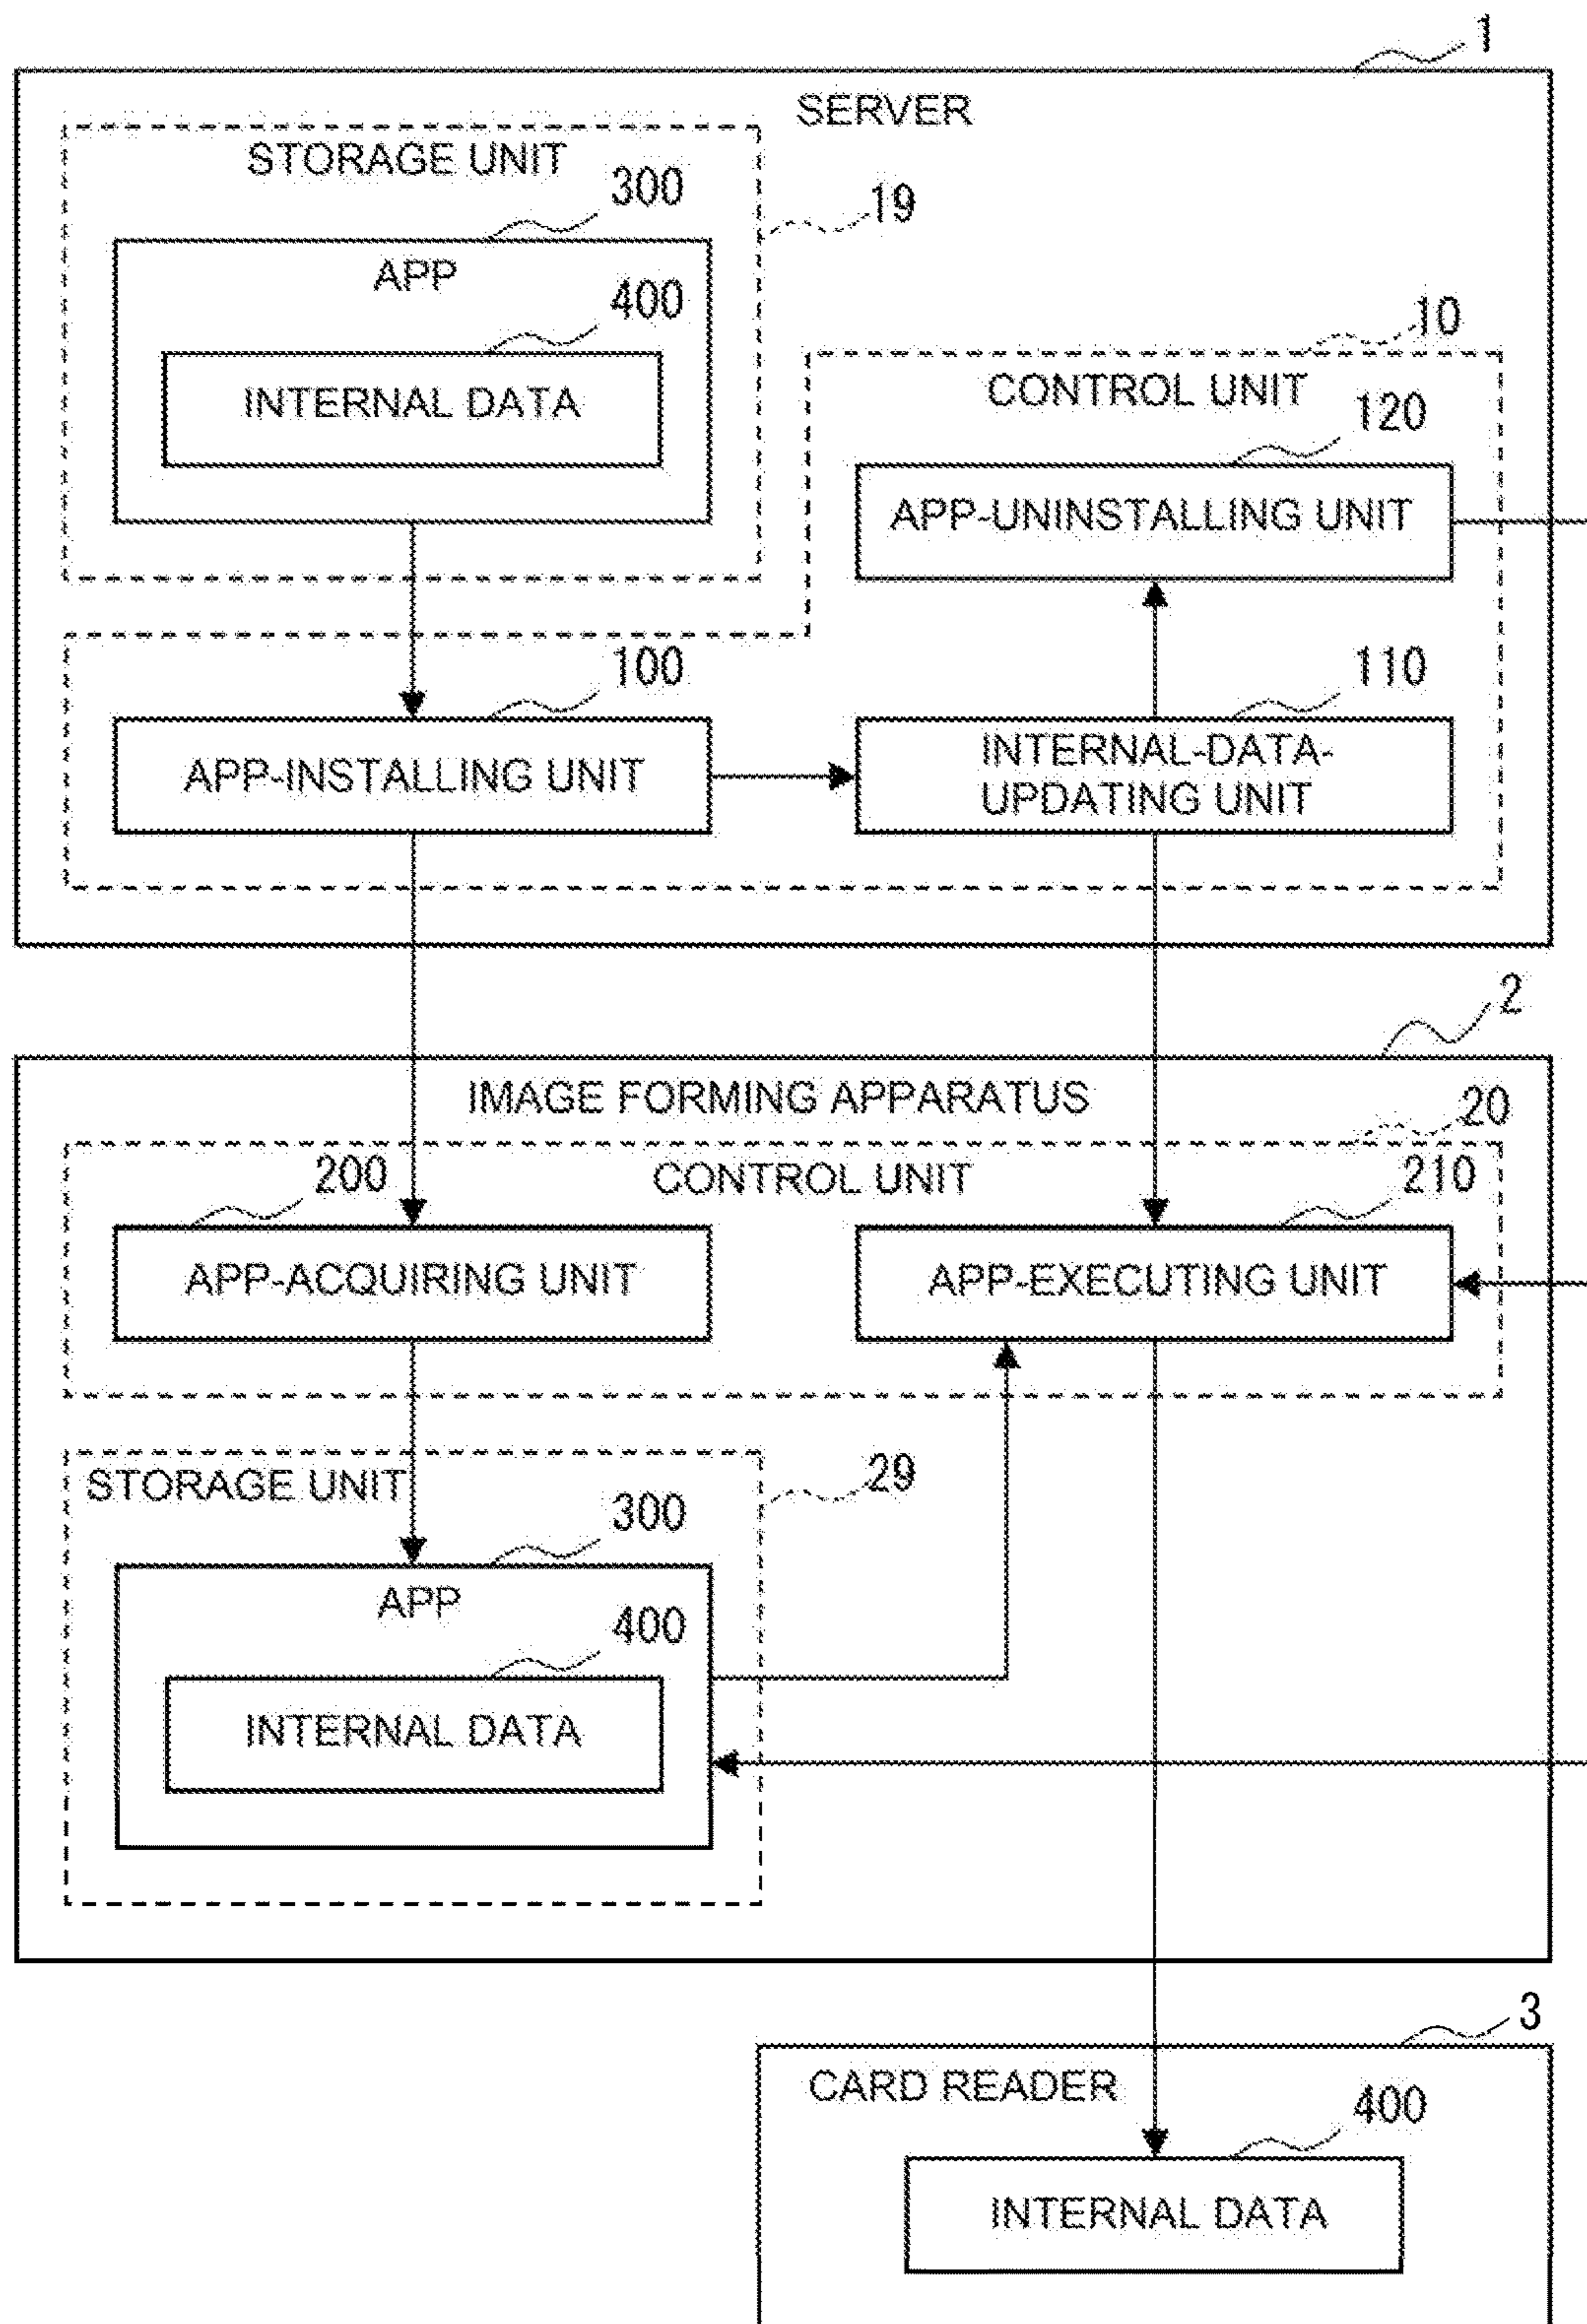 1
SERVER
STORAGE UNIT
300
19
APP
400
INTERNAL DATA
10
CONTROL UNIT
120
APP-UNINSTALLING UNIT
100
APP-INSTALLING UNIT
110
INTERNAL-DATA-
UPDATING UNIT
2
IMAGE FORMING APPARATUS
20
CONTROL UNIT
200
210
APP-ACQUIRING UNIT
APP-EXECUTING UNIT
STORAGE UNIT
29
300
APP
400
INTERNAL DATA
3
CARD READER
400
INTERNAL DATA